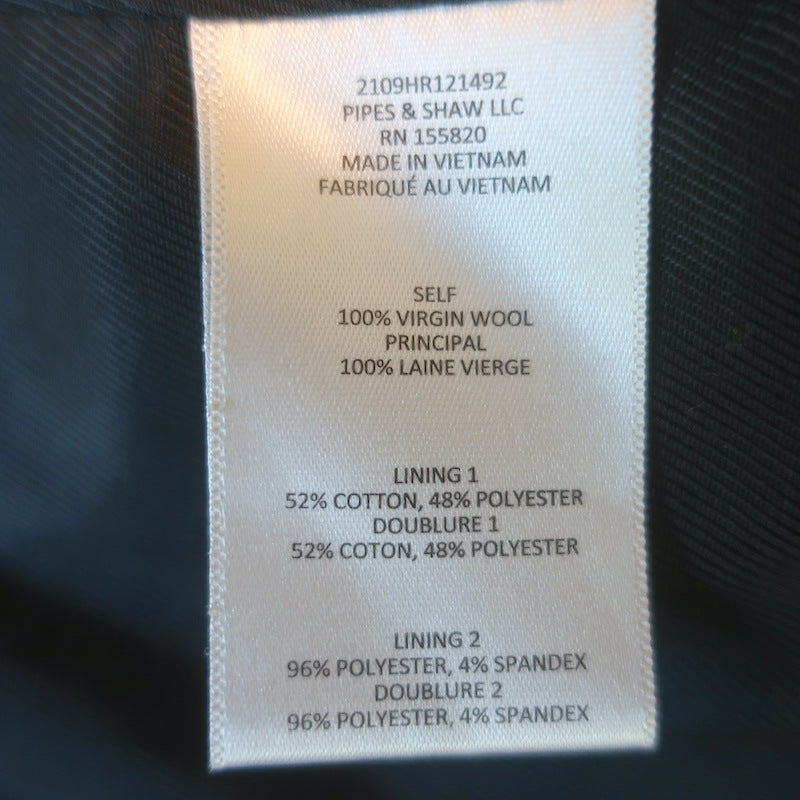 2109HR121492
PIPES & SHAW LLC
RN 155820
MADE IN VIETNAM
FABRIQUÉ AU VIETNAM
SELF
100% VIRGIN WOOL
PRINCIPAL
100% LAINE VIERGE
LINING 1
52% COTTON, 48% POLYESTER
DOUBLURE 1
52% COTON, 48% POLYESTER
LINING 2
96% POLYESTER, 4% SPANDEX
DOUBLURE 2
96% POLYESTER, 4% SPANDEX